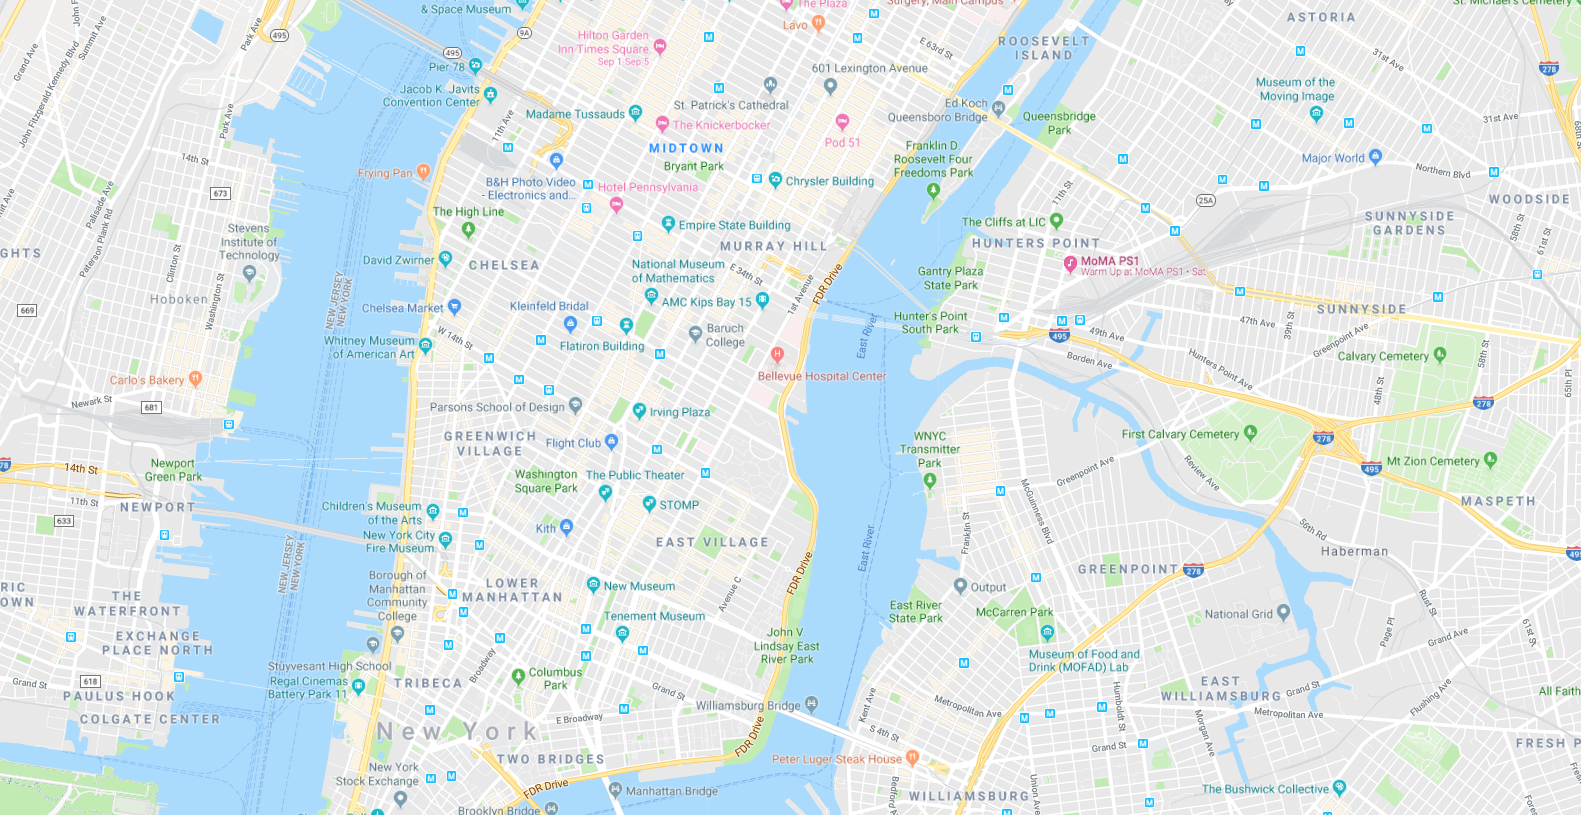 & Space Museum
The Plaza
Lavo
Surgery, Main Campus
St. Michael's Cemetery
ASTORIA
Park Ave
495
9A
Hilton Garden
Inn Times Square
Sep 1-Sep 5
E 63rd St
ROOSEVELT
ISLAND
31st Ave
278
Grand Ave
John F
Summit Ave
John Fitzgerald Kennedy Blvd
495
Pier 78
601 Lexington Avenue
Jacob K. Javits
Convention Center
St. Patrick's Cathedral
Ed Koch
Queensboro Bridge
Museum of the
Moving Image
Queensbridge
Park
31st Ave
68th St
Park Ave
11th Ave
Madame Tussauds
The Knickerbocker
Pod 51
MIDTOWN
Bryant Park
Franklin D.
Roosevelt Four
Freedoms Park
Major World
Northern Blvd
14th St
Frying Pan
B&H Photo Video
- Electronics and...
Chrysler Building
Hotel Pennsylvania
11th St
673
Palisade Ave
Paterson Plank Rd
The High Line
25A
WOODSIDE
The Cliffs at LIC
SUNNYSIDE
GARDENS
58th St
61st St
Stevens
Institute of
Technology
Empire State Building
MURRAY HILL
HUNTERS POINT
GHTS
Clinton St
David Zwirner
CHELSEA
National Museum
of Mathematics
E 34th St
MoMA PS1
Warm Up at MoMA PS1 • Sat
Gantry Plaza
State Park
FDR Drive
1st Avenue
NEW JERSEY
NEW YORK
Hoboken
Washington St
669
Chelsea Market
Kleinfeld Bridal
AMC Kips Bay 15
SUNNYSIDE
Hunter's Point
South Park
47th Ave
39th St
W 14th St
Baruch
College
East River
495
49th Ave
Whitney Museum
of American Art
Flatiron Building
Borden Ave
Hunters Point Ave
Greenpoint Ave
Calvary Cemetery
58th St
Carlo's Bakery
Bellevue Hospital Center
48th St
65th Pl
Newark St
681
Parsons School of Design
Irving Plaza
278
GREENWICH
VILLAGE
Flight Club
WNYC
Transmitter
Park
First Calvary Cemetery
278
78
14th St
Newport
Green Park
Washington
Square Park
The Public Theater
Greenpoint Ave
Review Ave
495
Mt Zion Cemetery
11th St
NEWPORT
Children's Museum
of the Arts
STOMP
McGuinness Blvd
MASPETH
633
New York City
Fire Museum
Kith
EAST VILLAGE
East River
Franklin St
56th Rd
Haberman
495
NEW JERSEY
NEW YORK
Borough of
Manhattan
Community
College
LOWER
MANHATTAN
New Museum
Avenue C
FDR Drive
Output
GREENPOINT
278
RIC
OWN
THE
WATERFRONT
Tenement Museum
East River
State Park
McCarren Park
National Grid
Rust St
EXCHANGE
PLACE NORTH
John V
Lindsay East
River Park
Page Pl
Grand Ave
61st St
Stuyvesant High School
Broadway
Museum of Food and
Drink (MOFAD) Lab
Grand St
618
Regal Cinemas
Battery Park 11
TRIBECA
Columbus
Park
Grand St
EAST
WILLIAMSBURG
Grand St
Flushing Ave
All Faith
PAULUS HOOK
COLGATE CENTER
Williamsburg Bridge
Kent Ave
Metropolitan Ave
Humboldt St
Morgan Ave
Metropolitan Ave
New York
E Broadway
FDR Drive
S 4th St
Grand St
FRESH P
TWO BRIDGES
Peter Luger Steak House
New York
Stock Exchange
FDR Drive
Manhattan Bridge
Brooklyn Bridge
Bedford
WILLIAMSBURG
Union Ave
The Bushwick Collective